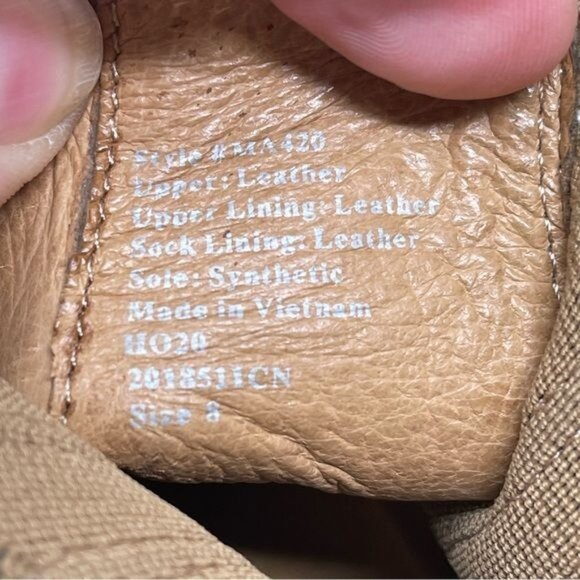 Style #MA420
Upper: Leather
Upper Lining: Leather
Sock Lining: Leather
Sole: Synthetic
Made in Vietnam
HO20
2018511CN
Size 8